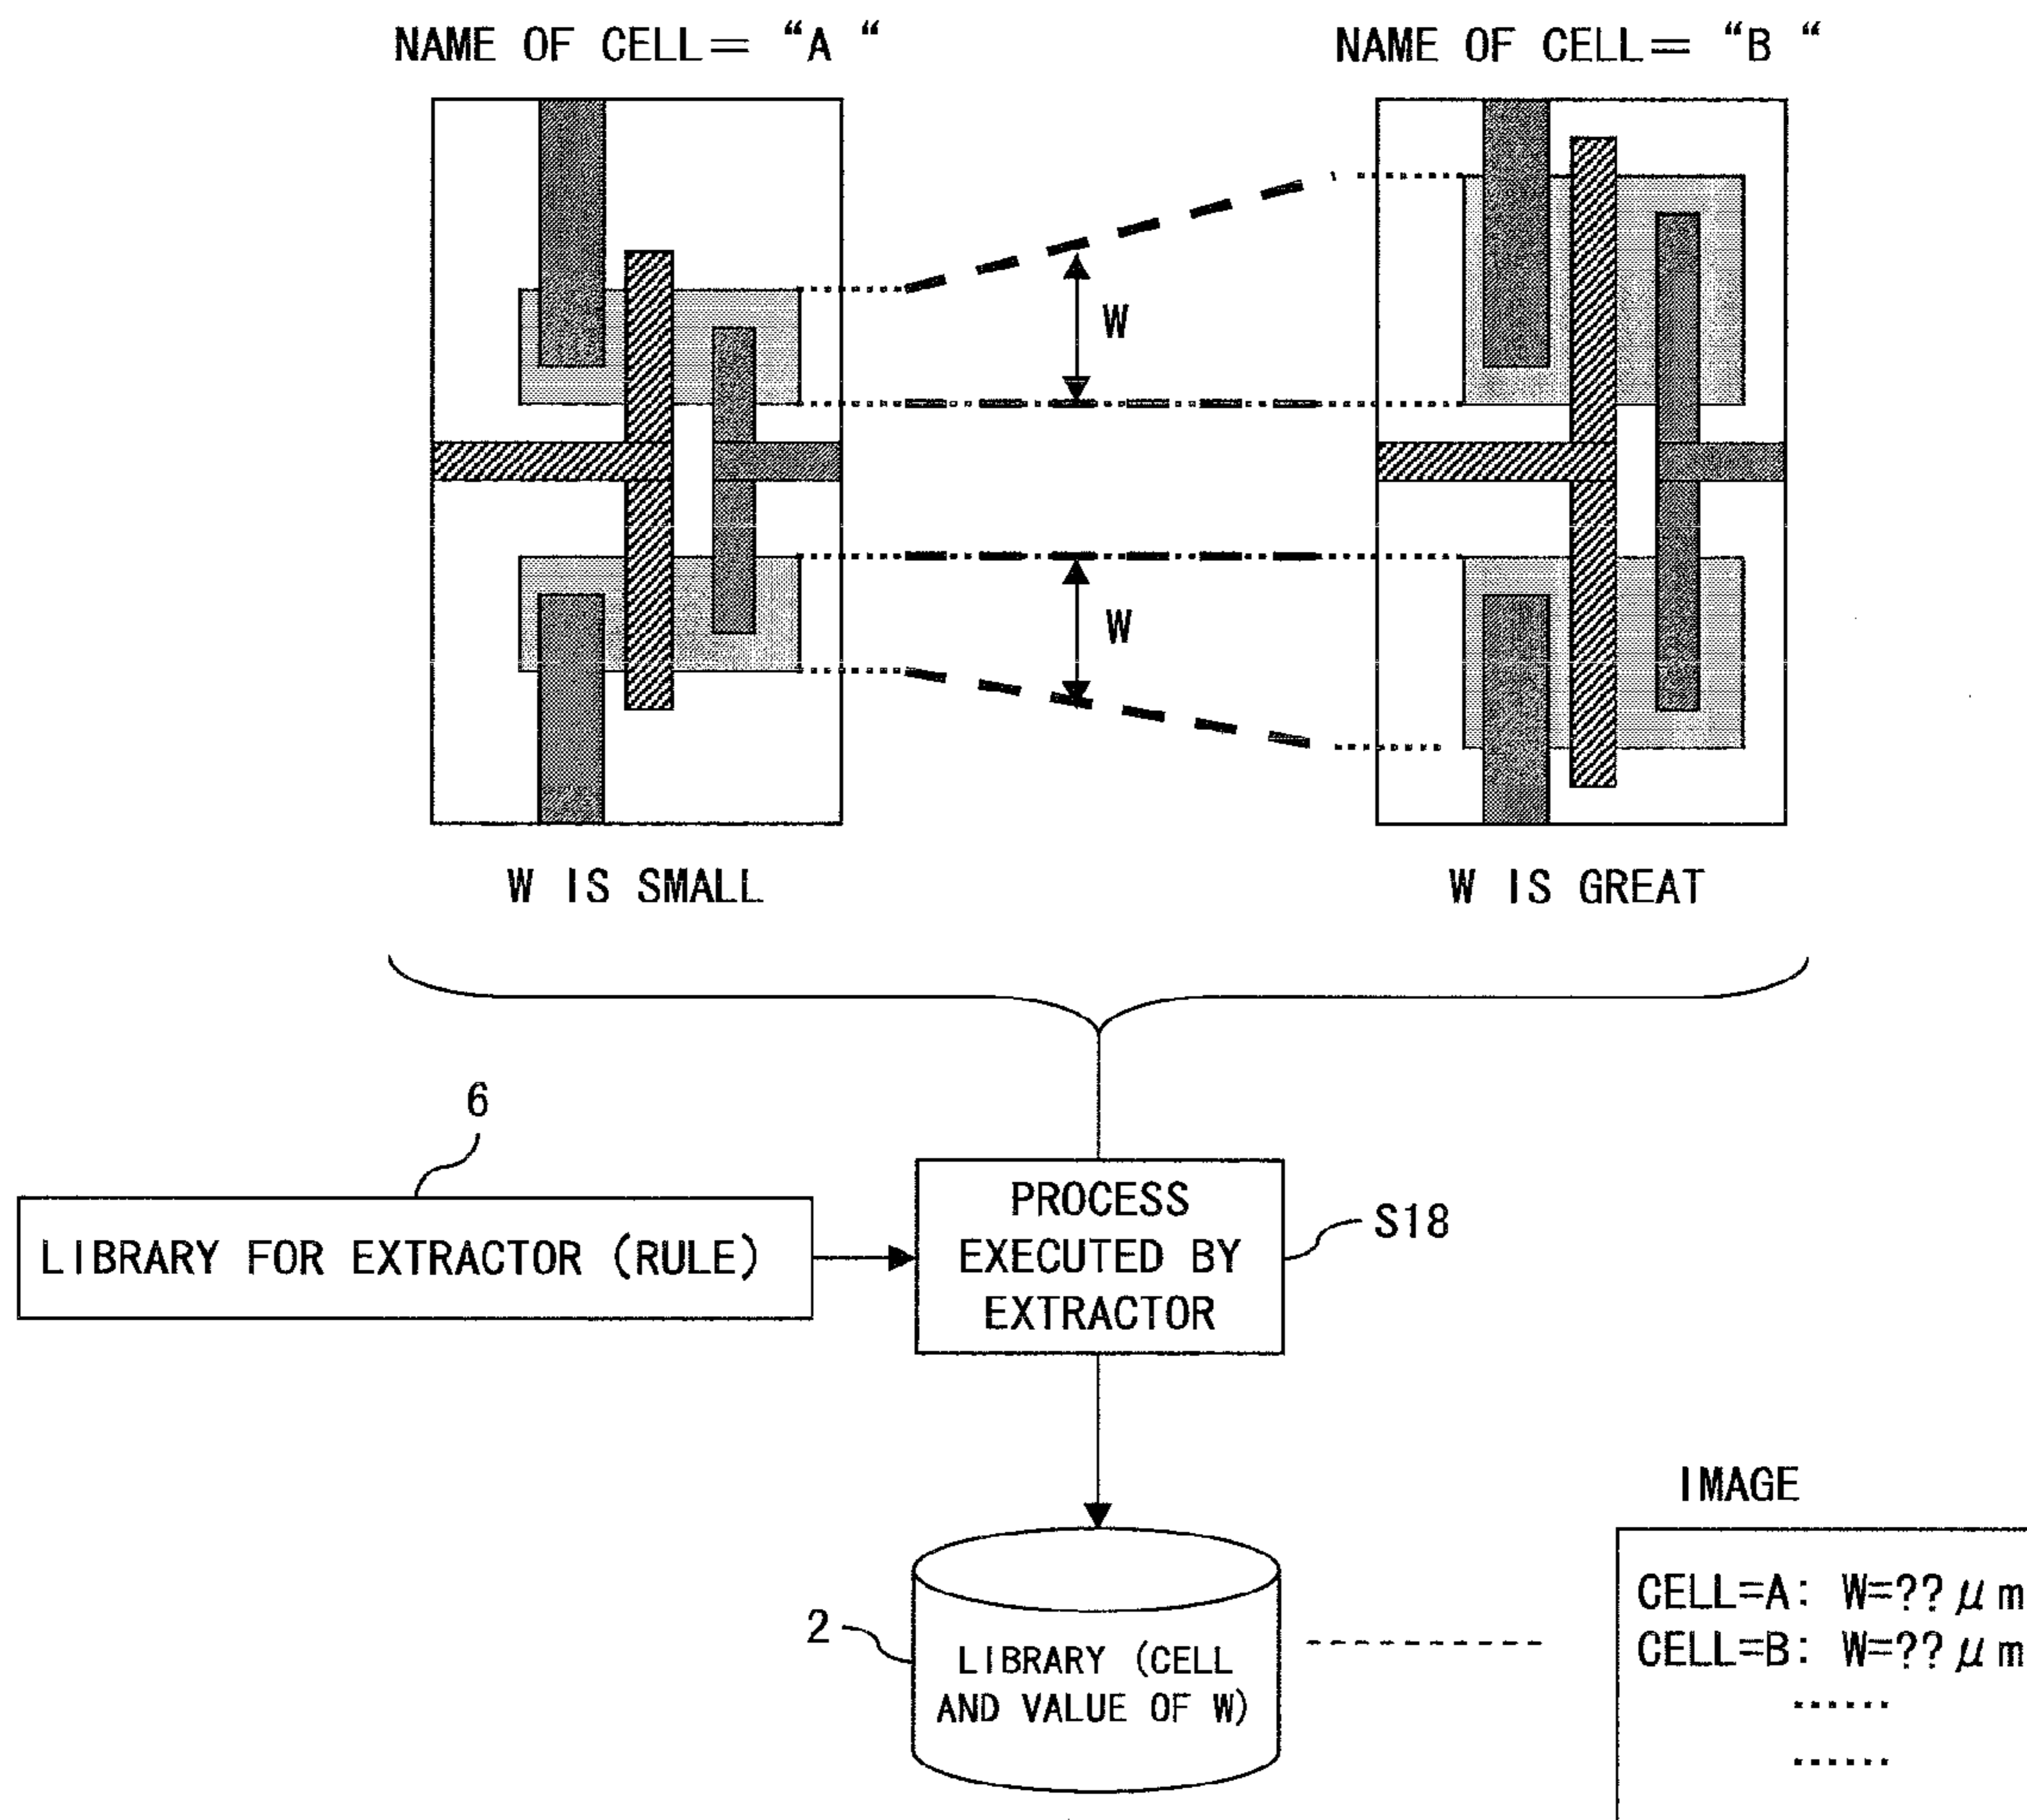 NAME OF CELL= “A “
NAME OF CELL= “B “
W
W
W IS SMALL
W IS GREAT
6
LIBRARY FOR EXTRACTOR (RULE)
PROCESS
EXECUTED BY
EXTRACTOR
S18
IMAGE
2
LIBRARY (CELL
AND VALUE OF W)
CELL=A: W=??μm
CELL=B: W=??μm
......
......